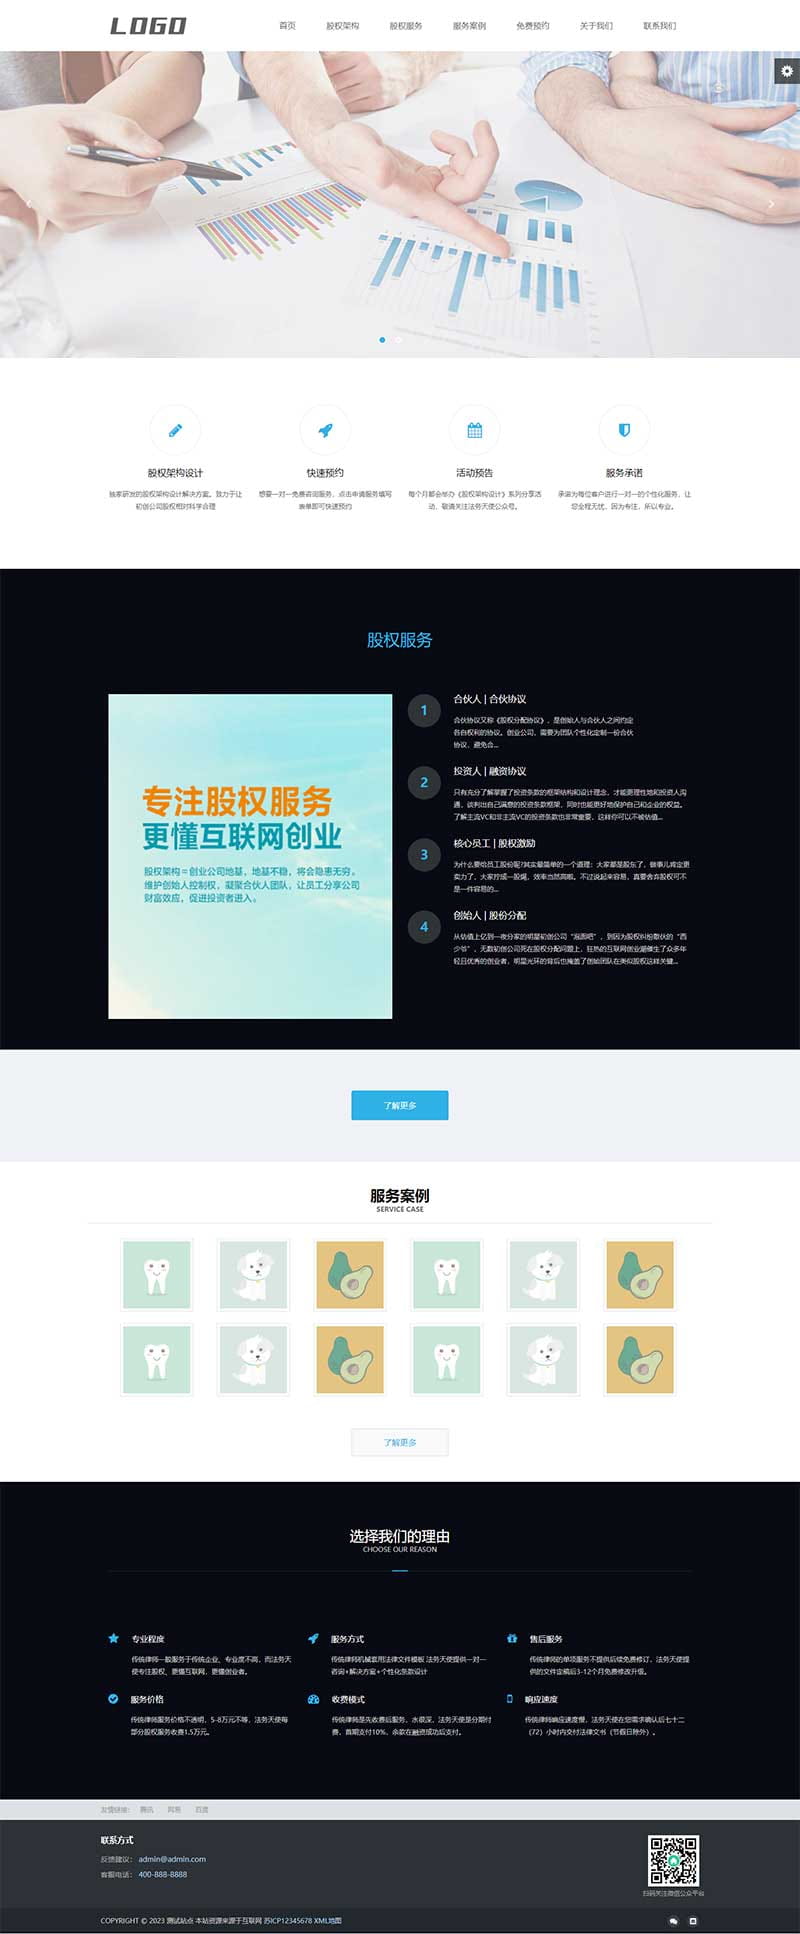 LOGO
首页 股权架构 股权服务 服务案例 免费预约 关于我们 联系我们
股权架构设计
独家研发的股权架构设计解决方案。致力于让
初创公司股权相对科学合理
快速预约
想要一对一免费咨询服务，点击申请服务填写
表单即可快速预约
活动预告
每个月都会举办《股权架构设计》系列分享活
动，敬请关注法务天使公众号。
服务承诺
承诺为每位客户进行一对一的个性化服务，让
您全程无忧，因为专注，所以专业。
股权服务
专注股权服务
更懂互联网创业
股权架构＝创业公司地基，地基不稳，将会隐患无穷。
维护创始人控制权，凝聚合伙人团队，让员工分享公司
财富效应，促进投资者进入。
1
合伙人 | 合伙协议
合伙协议又称《股权分配协议》，是创始人与合伙人之间约定
各自权利的协议。创业公司，需要为团队个性化定制一份合伙
协议，避免合...
2
投资人 | 融资协议
只有充分了解掌握了投资条款的框架结构和设计理念，才能更理性地和投资人沟
通，谈判出自己满意的投资条款框架，同时也能更好地保护自己和企业的权益。
了解主流VC和非主流VC的投资条款也非常重要，这样你可以不被估值...
3
核心员工 | 股权激励
为什么要给员工股份呢?其实最简单的一个道理：大家都是股东了，做事儿肯定更
卖力了，大家拧成一股绳，效率当然高啦。不过说起来容易，真要舍弃股权可不
是一件容易的...
4
创始人 | 股份分配
从估值上亿到一夜分家的明星初创公司“泡面吧”，到因为股权纠纷散伙的“西
少爷”，无数初创公司死在股权分配问题上，狂热的互联网创业潮催生了众多年
轻且优秀的创业者，明星光环的背后也掩盖了创始团队在类似股权这样关键...
了解更多
服务案例
SERVICE CASE
了解更多
选择我们的理由
CHOOSE OUR REASON
专业程度
传统律师一般服务于传统企业，专业度不高，而法务天
使专注股权，更懂互联网，更懂创业者。
服务方式
传统律师机械套用法律文件模板 法务天使提供一对一
咨询+解决方案+个性化条款设计
售后服务
传统律师的单项服务不提供后续免费修订，法务天使提
供的文件定稿后3-12个月免费修改升级。
服务价格
传统律师服务价格不透明，5-8万元不等，法务天使每
部分股权服务收费1.5万元。
收费模式
传统律师是先收费后服务，水很深，法务天使是分期付
费，首期支付10%，余款在融资成功后支付。
响应速度
传统律师响应速度慢，法务天使在您需求确认后七十二
（72）小时内交付法律文书（节假日除外）。
友情链接： 腾讯 网易 百度
联系方式
反馈建议： admin@admin.com
客服电话： 400-888-8888
扫码关注微信公众平台
COPYRIGHT © 2023 测试站点 本站资源来源于互联网 苏ICP12345678 XML地图